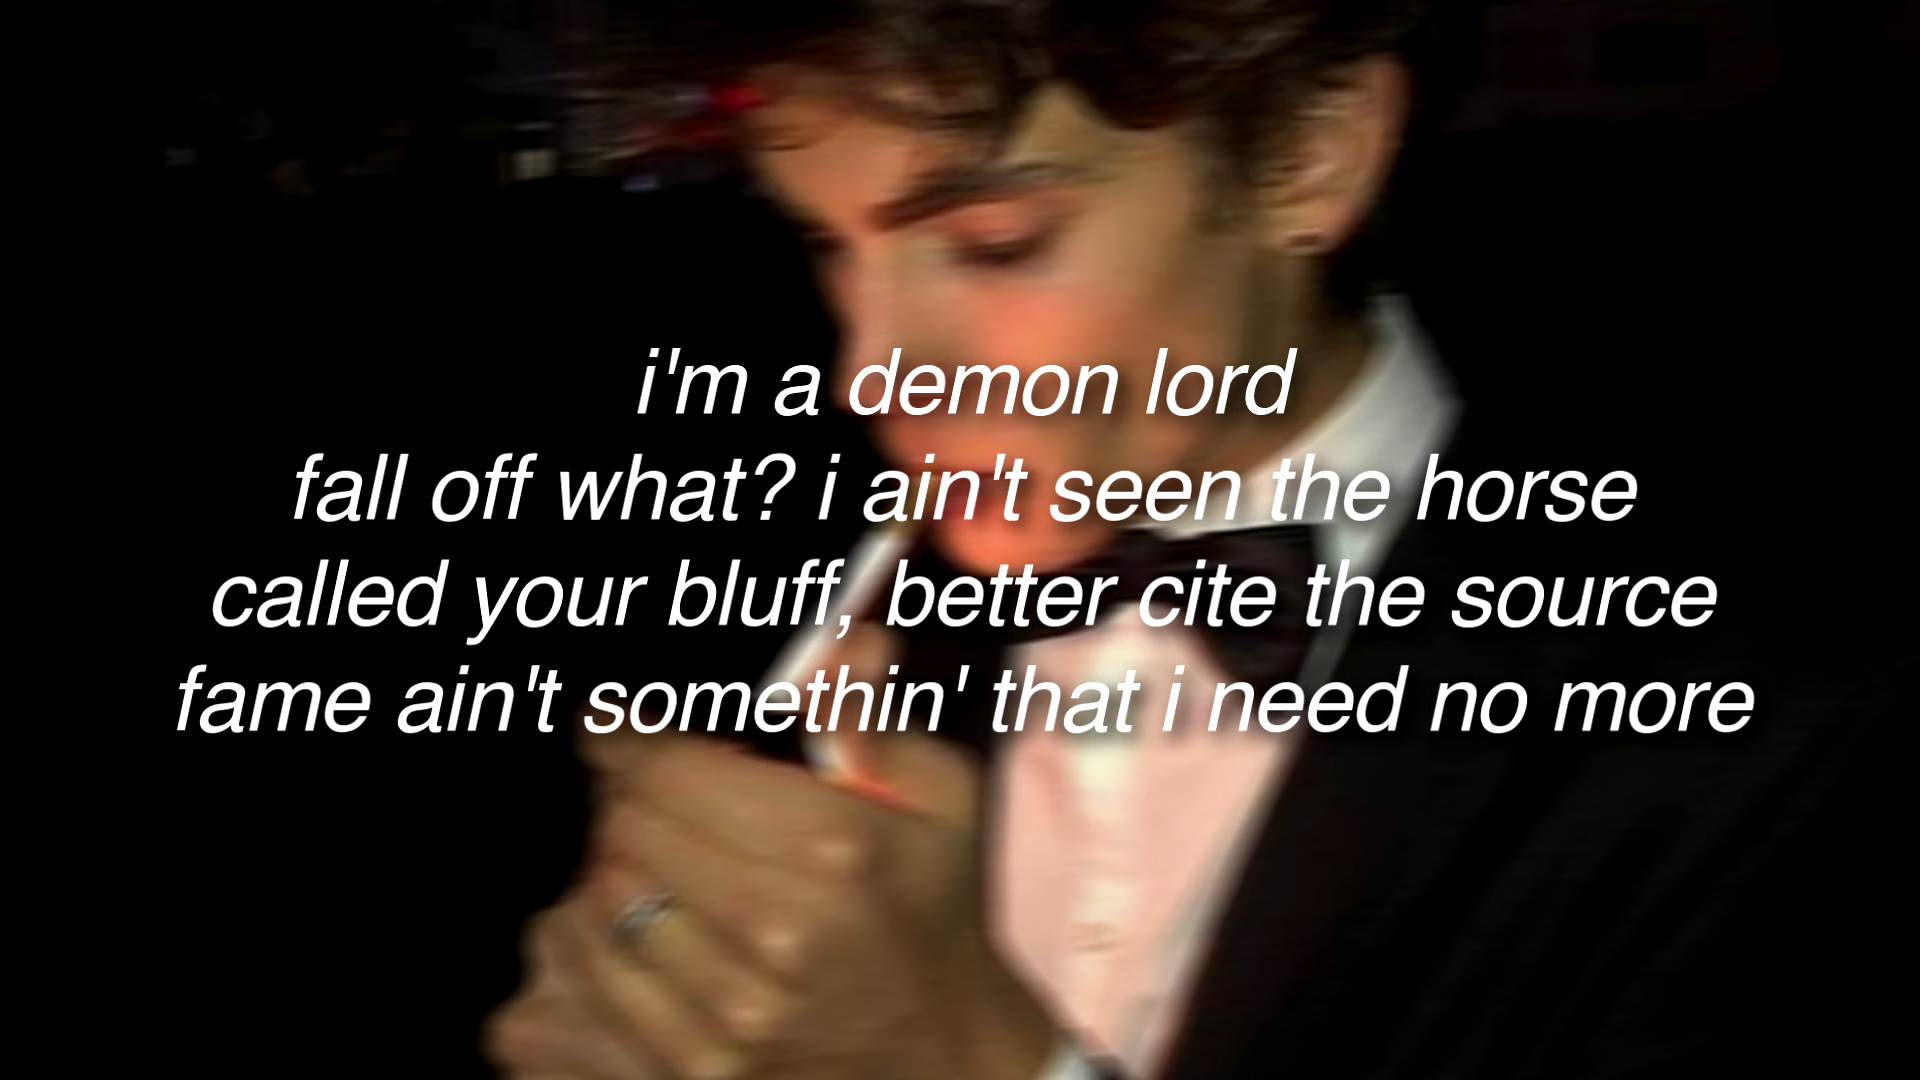 i'm a demon lord
fall off what? i ain't seen the horse
called your bluff, better cite the source
fame ain't somethin' that i need no more